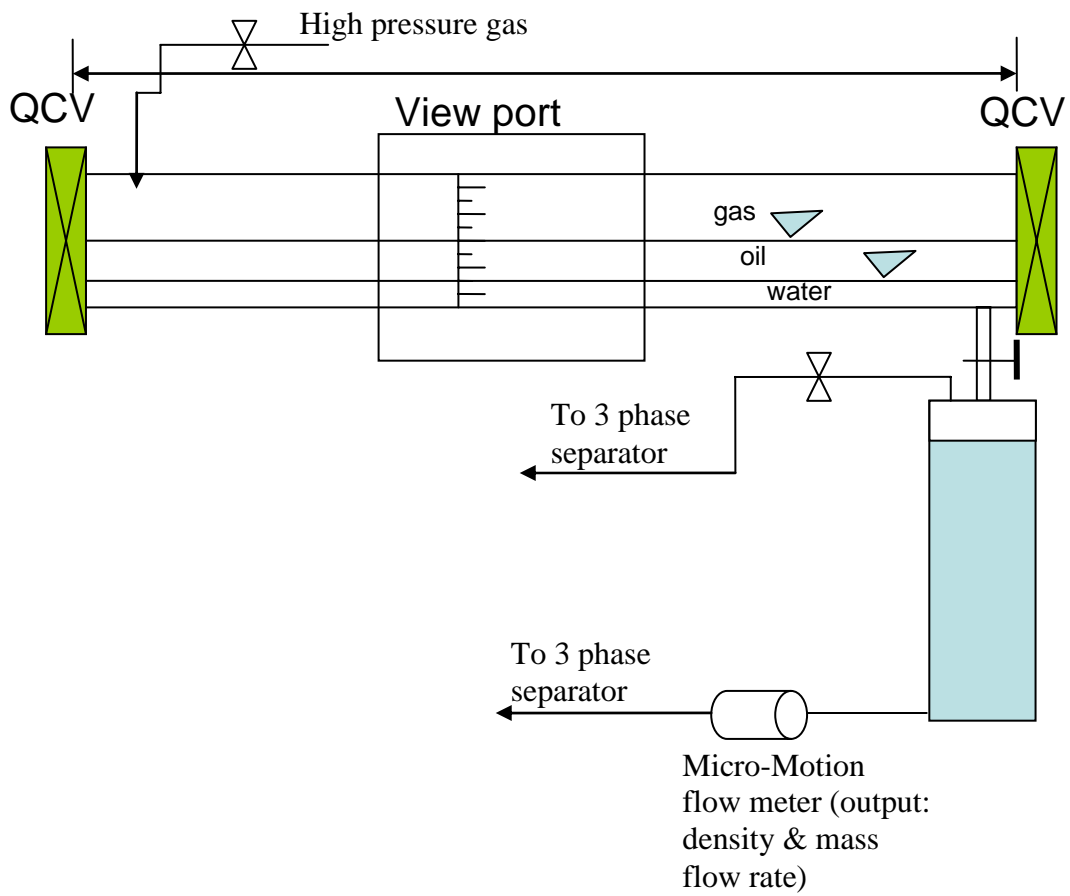 High pressure gas
QCV
QCV
View port
gas
oil
water
To 3 phase
separator
To 3 phase
separator
Micro-Motion
flow meter (output:
density & mass
flow rate)